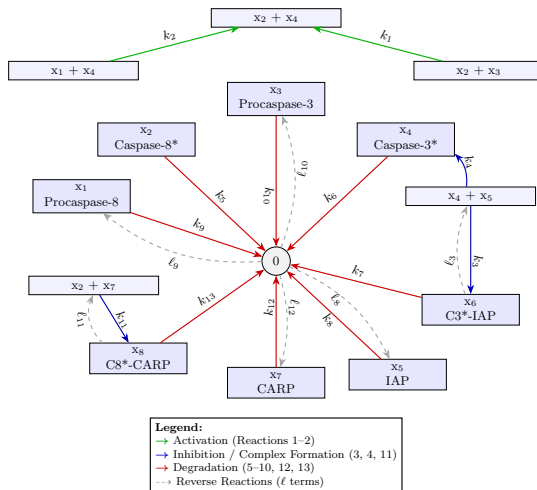 x₂ + x₄
k₂
k₁
x₁ + x₄
x₂ + x₃
x₃
Procaspase-3
x₂
Caspase-8*
x₄
Caspase-3*
k₄
ℓ₁₀
k₁₀
k₅
k₆
x₁
Procaspase-8
x₄ + x₅
k₉
ℓ₉
0
k₇
ℓ₃
k₃
x₂ + x₇
k₁₃
x₆
C3*-IAP
ℓ₁₁
k₁₁
k₁₂
ℓ₁₂
ℓ₈
k₈
x₈
C8*-CARP
x₇
CARP
x₅
IAP
Legend:
→ Activation (Reactions 1–2)
→ Inhibition / Complex Formation (3, 4, 11)
→ Degradation (5–10, 12, 13)
⇢ Reverse Reactions (ℓ terms)